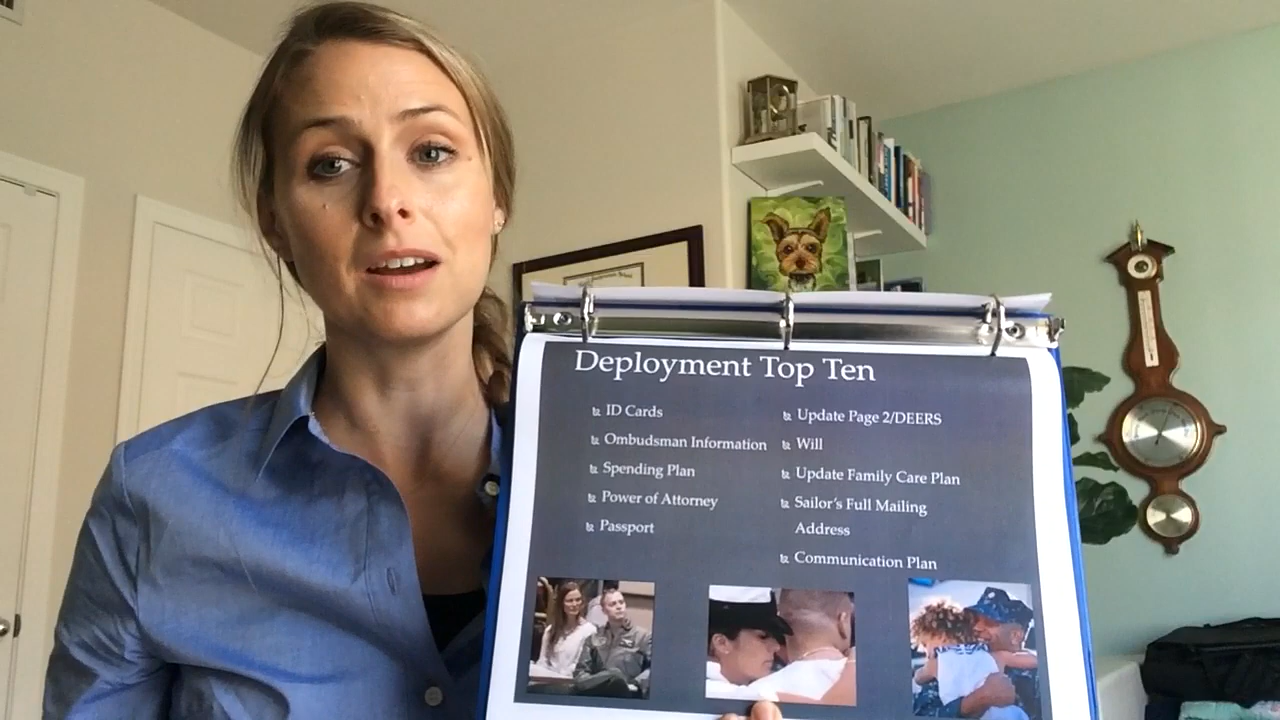 Deployment Top Ten
ID Cards
Ombudsman Information
Spending Plan
Power of Attorney
Passport
Update Page 2/DEERS
Will
Update Family Care Plan
Sailor's Full Mailing
Address
Communication Plan